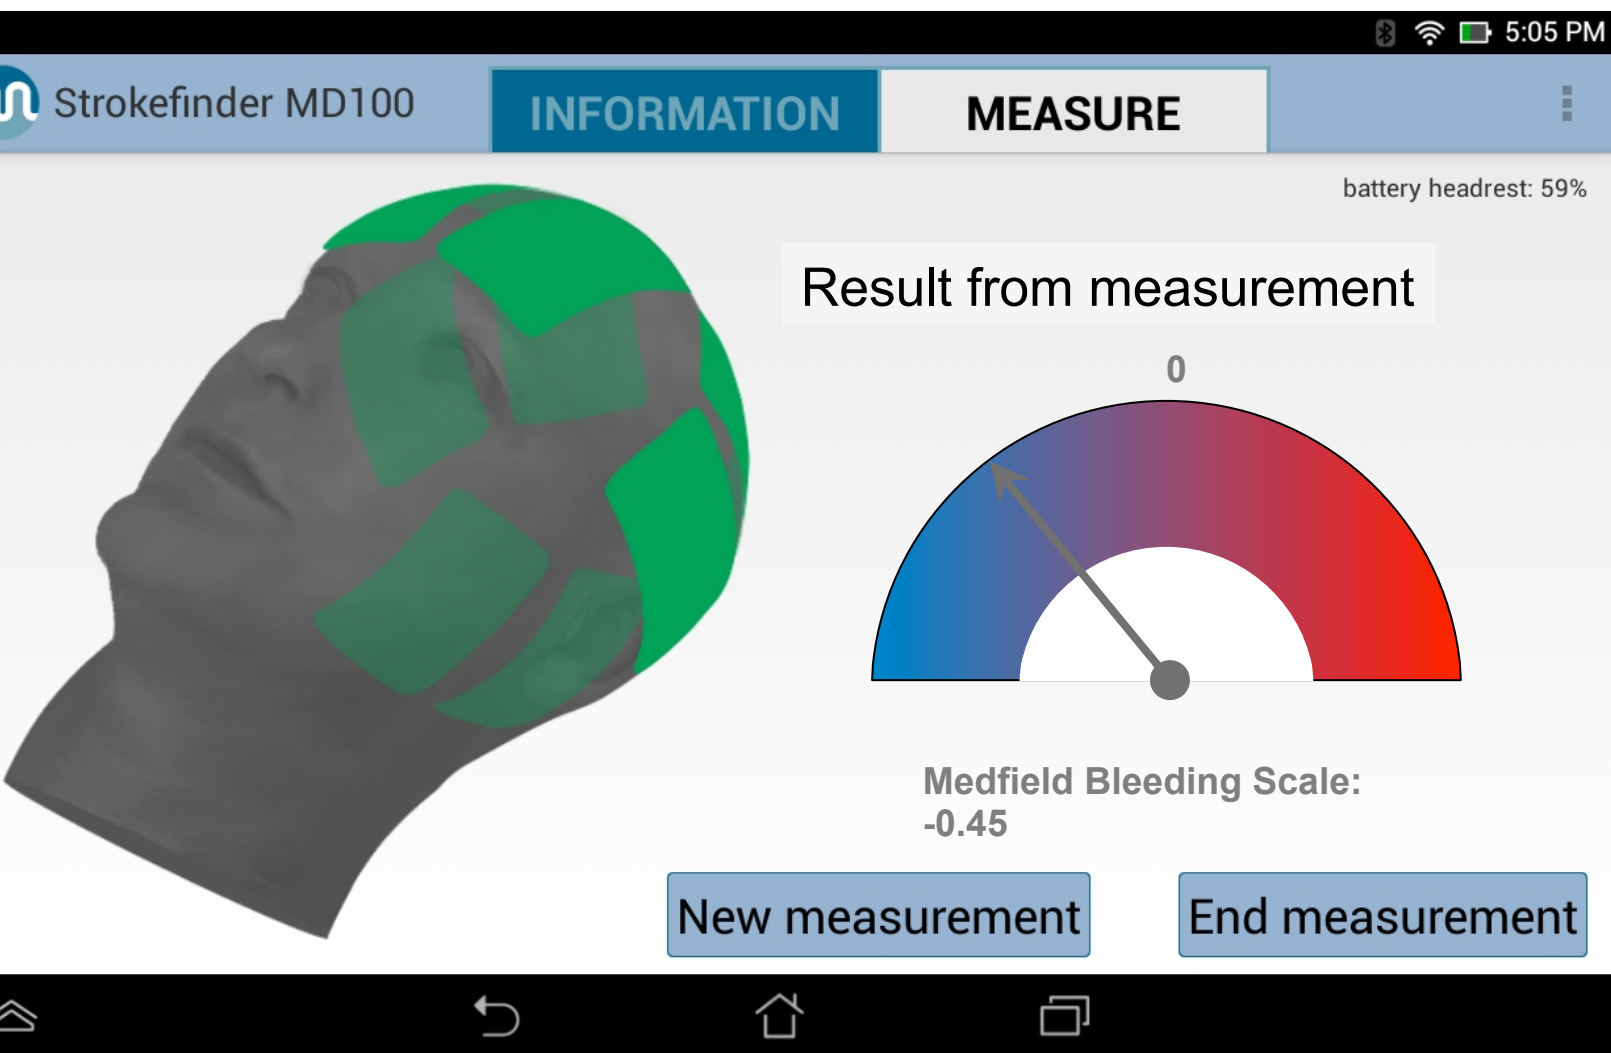 5:05 PM
Strokefinder MD100
INFORMATION
MEASURE
battery headrest: 59%
Result from measurement
0
Medfield Bleeding Scale:
-0.45
New measurement
End measurement